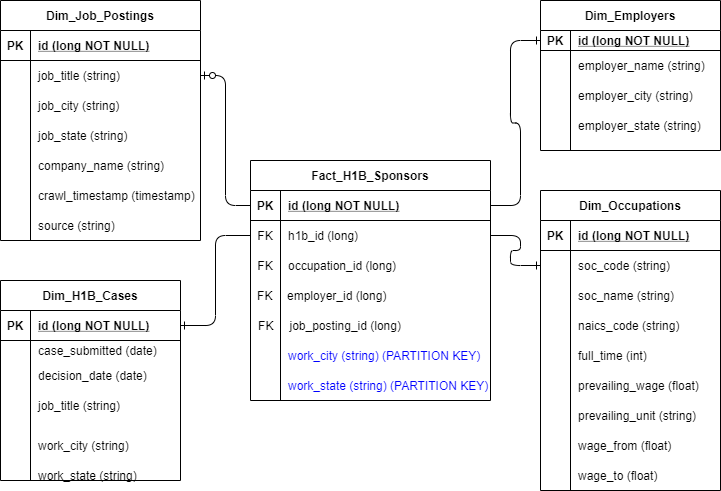 Dim_Job_Postings
PK id (long NOT NULL)
job_title (string)
job_city (string)
job_state (string)
company_name (string)
crawl_timestamp (timestamp)
source (string)
Dim_Employers
PK id (long NOT NULL)
employer_name (string)
employer_city (string)
employer_state (string)
Fact_H1B_Sponsors
PK id (long NOT NULL)
FK h1b_id (long)
FK occupation_id (long)
FK employer_id (long)
FK job_posting_id (long)
work_city (string) (PARTITION KEY)
work_state (string) (PARTITION KEY)
Dim_Occupations
PK id (long NOT NULL)
soc_code (string)
soc_name (string)
naics_code (string)
full_time (int)
prevailing_wage (float)
prevailing_unit (string)
wage_from (float)
wage_to (float)
Dim_H1B_Cases
PK id (long NOT NULL)
case_submitted (date)
decision_date (date)
job_title (string)
work_city (string)
work_state (string)